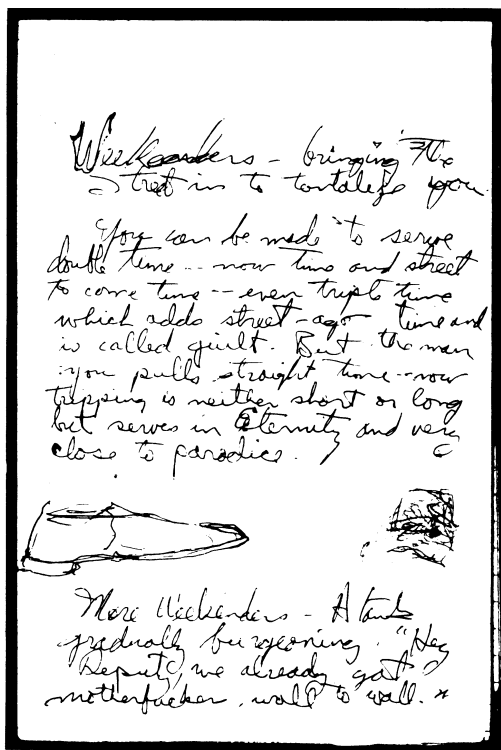 Weekenders - bringing The
Street in to tantalize you
You can be made to serve
double time -- now time and street
to come time -- even triple time
which adds street-ago time and
is called guilt. But the man
in you pulls straight time -- now
tripping is neither short or long
but serves in Eternity and very
close to paradise.
More Weekenders - A tank
gradually burgeoning. "Hey
Deputy, we already got
motherfucker wall to wall."